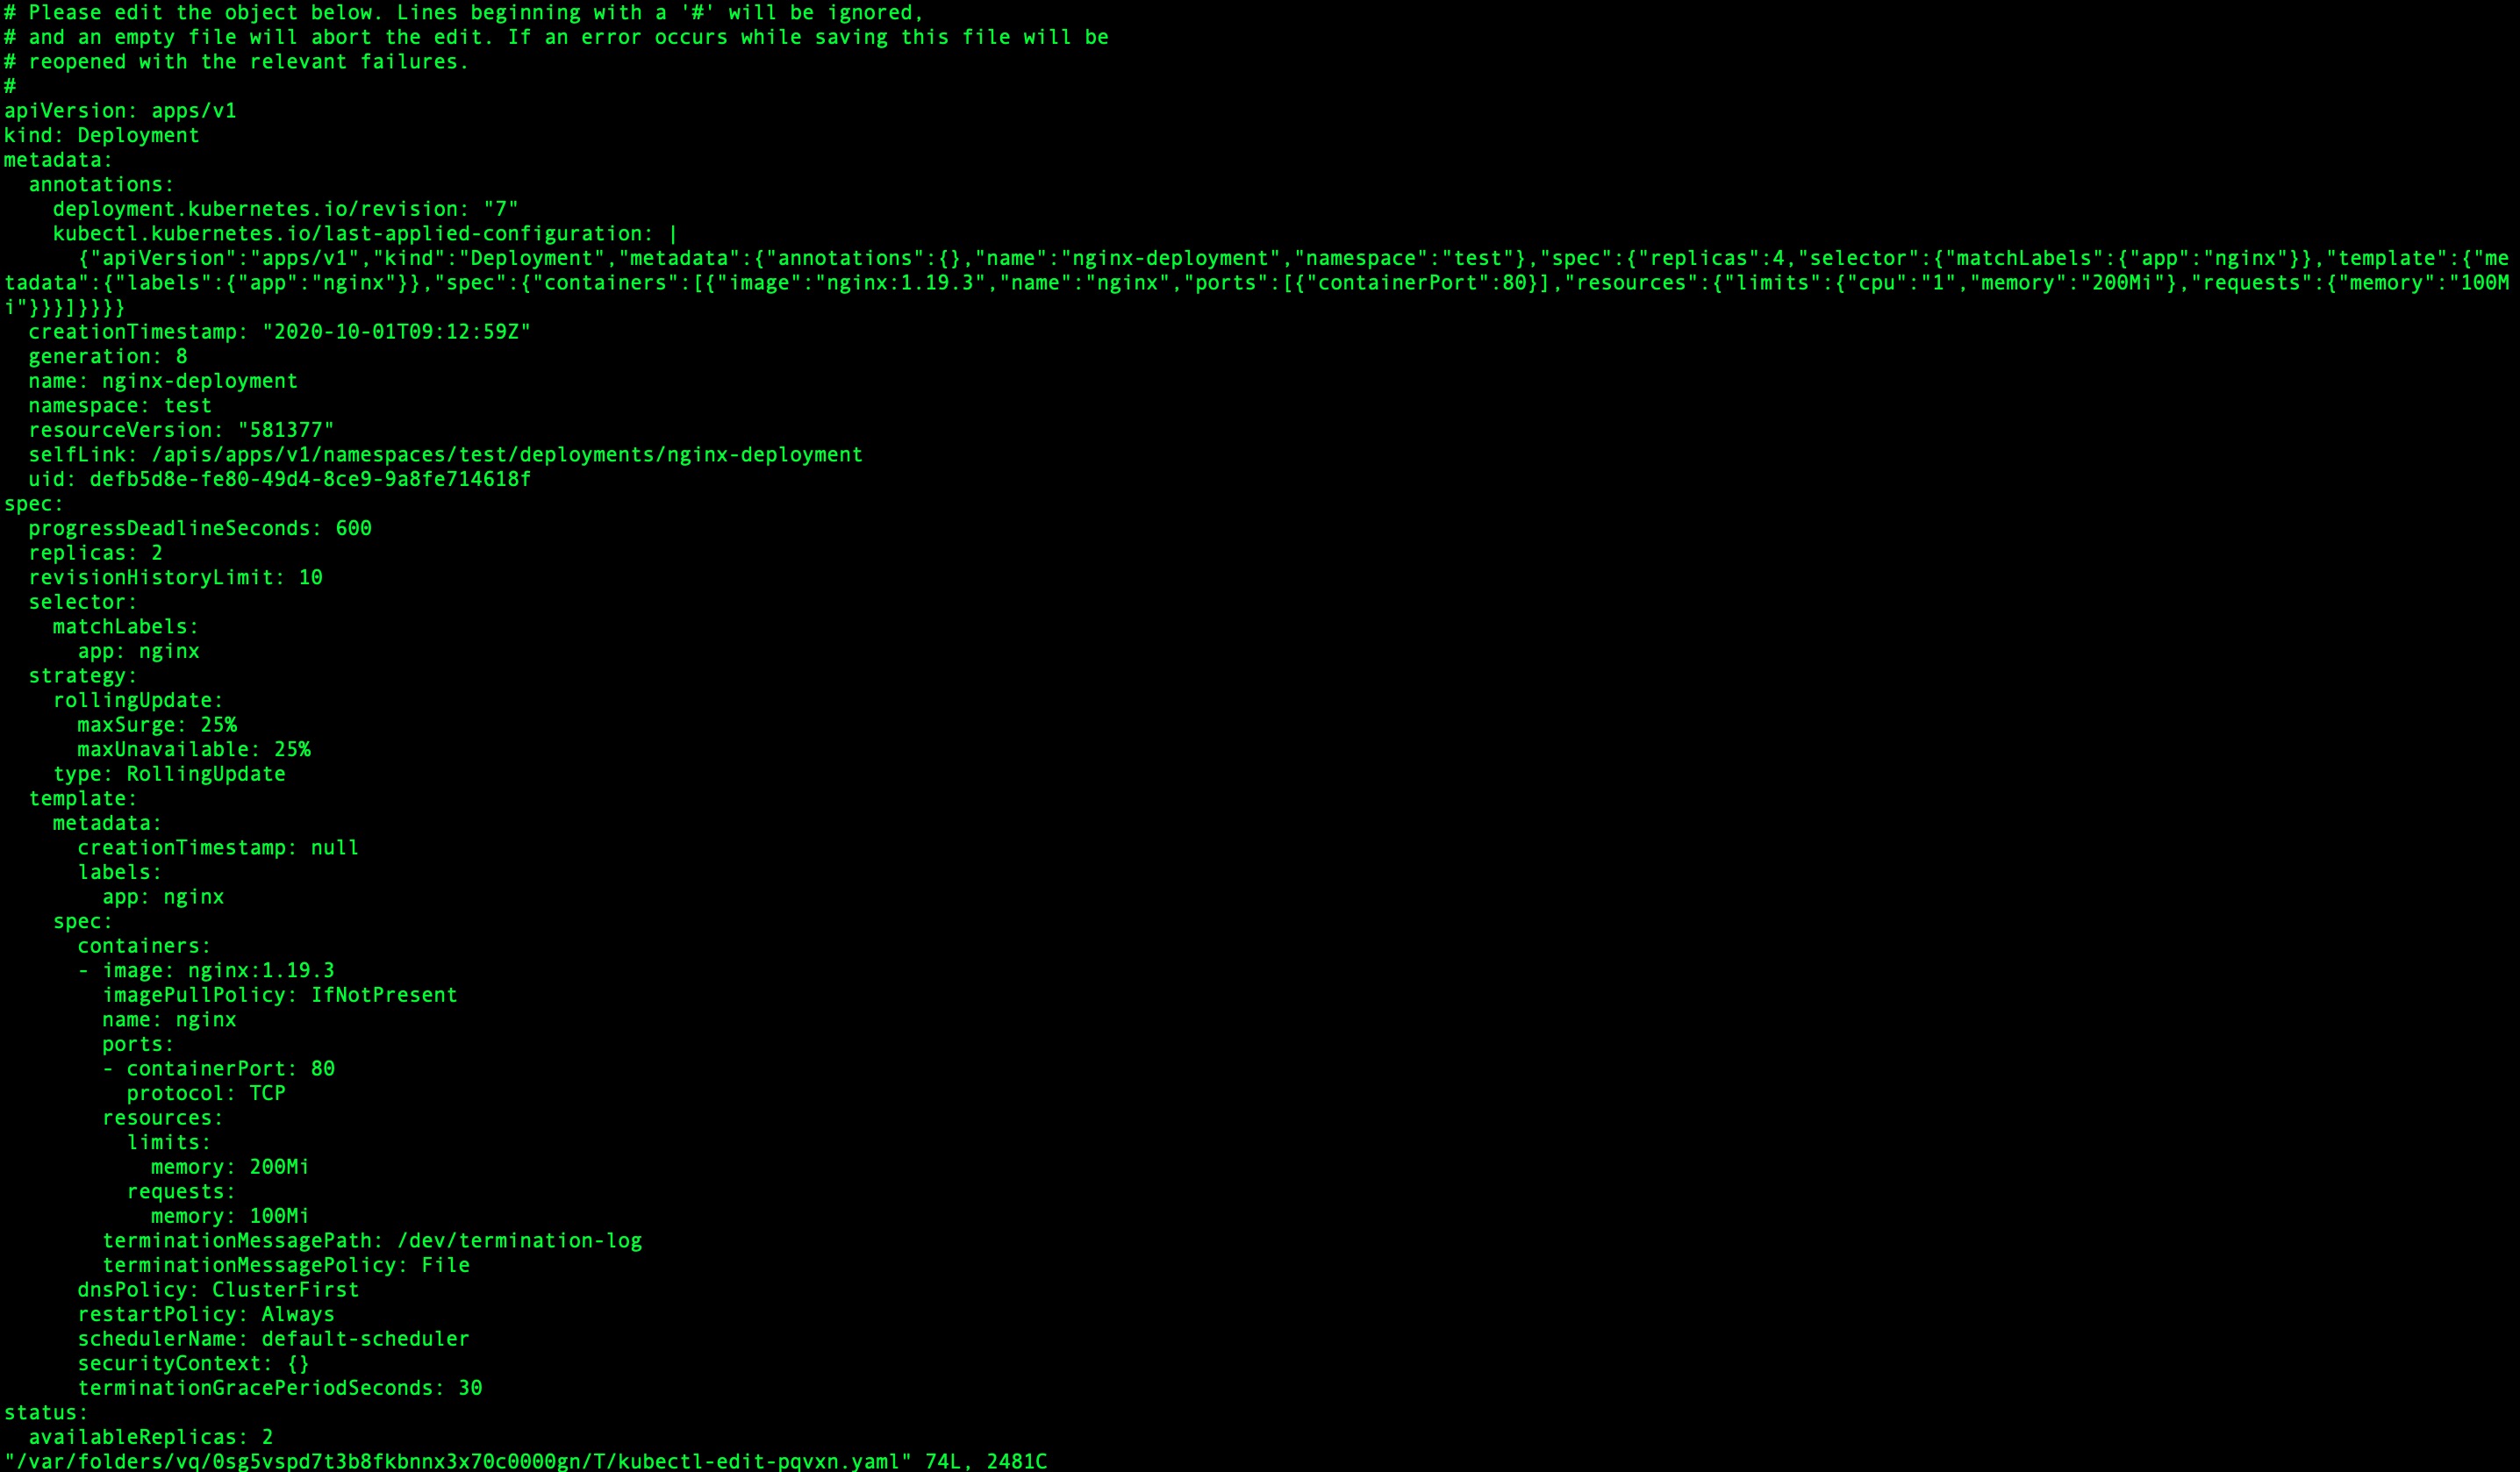 # Please edit the object below. Lines beginning with a '#' will be ignored,
# and an empty file will abort the edit. If an error occurs while saving this file will be
# reopened with the relevant failures.
#
apiVersion: apps/v1
kind: Deployment
metadata:
  annotations:
    deployment.kubernetes.io/revision: "7"
    kubectl.kubernetes.io/last-applied-configuration: |
      {"apiVersion":"apps/v1","kind":"Deployment","metadata":{"annotations":{},"name":"nginx-deployment","namespace":"test"},"spec":{"replicas":4,"selector":{"matchLabels":{"app":"nginx"}},"template":{"me
tadata":{"labels":{"app":"nginx"}},"spec":{"containers":[{"image":"nginx:1.19.3","name":"nginx","ports":[{"containerPort":80}],"resources":{"limits":{"cpu":"1","memory":"200Mi"},"requests":{"memory":"100M
i"}}}]}}}}
  creationTimestamp: "2020-10-01T09:12:59Z"
  generation: 8
  name: nginx-deployment
  namespace: test
  resourceVersion: "581377"
  selfLink: /apis/apps/v1/namespaces/test/deployments/nginx-deployment
  uid: defb5d8e-fe80-49d4-8ce9-9a8fe714618f
spec:
  progressDeadlineSeconds: 600
  replicas: 2
  revisionHistoryLimit: 10
  selector:
    matchLabels:
      app: nginx
  strategy:
    rollingUpdate:
      maxSurge: 25%
      maxUnavailable: 25%
    type: RollingUpdate
  template:
    metadata:
      creationTimestamp: null
      labels:
        app: nginx
    spec:
      containers:
      - image: nginx:1.19.3
        imagePullPolicy: IfNotPresent
        name: nginx
        ports:
        - containerPort: 80
          protocol: TCP
        resources:
          limits:
            memory: 200Mi
          requests:
            memory: 100Mi
        terminationMessagePath: /dev/termination-log
        terminationMessagePolicy: File
      dnsPolicy: ClusterFirst
      restartPolicy: Always
      schedulerName: default-scheduler
      securityContext: {}
      terminationGracePeriodSeconds: 30
status:
  availableReplicas: 2
"/var/folders/vq/0sg5vspd7t3b8fkbnnx3x70c0000gn/T/kubectl-edit-pqvxn.yaml" 74L, 2481C